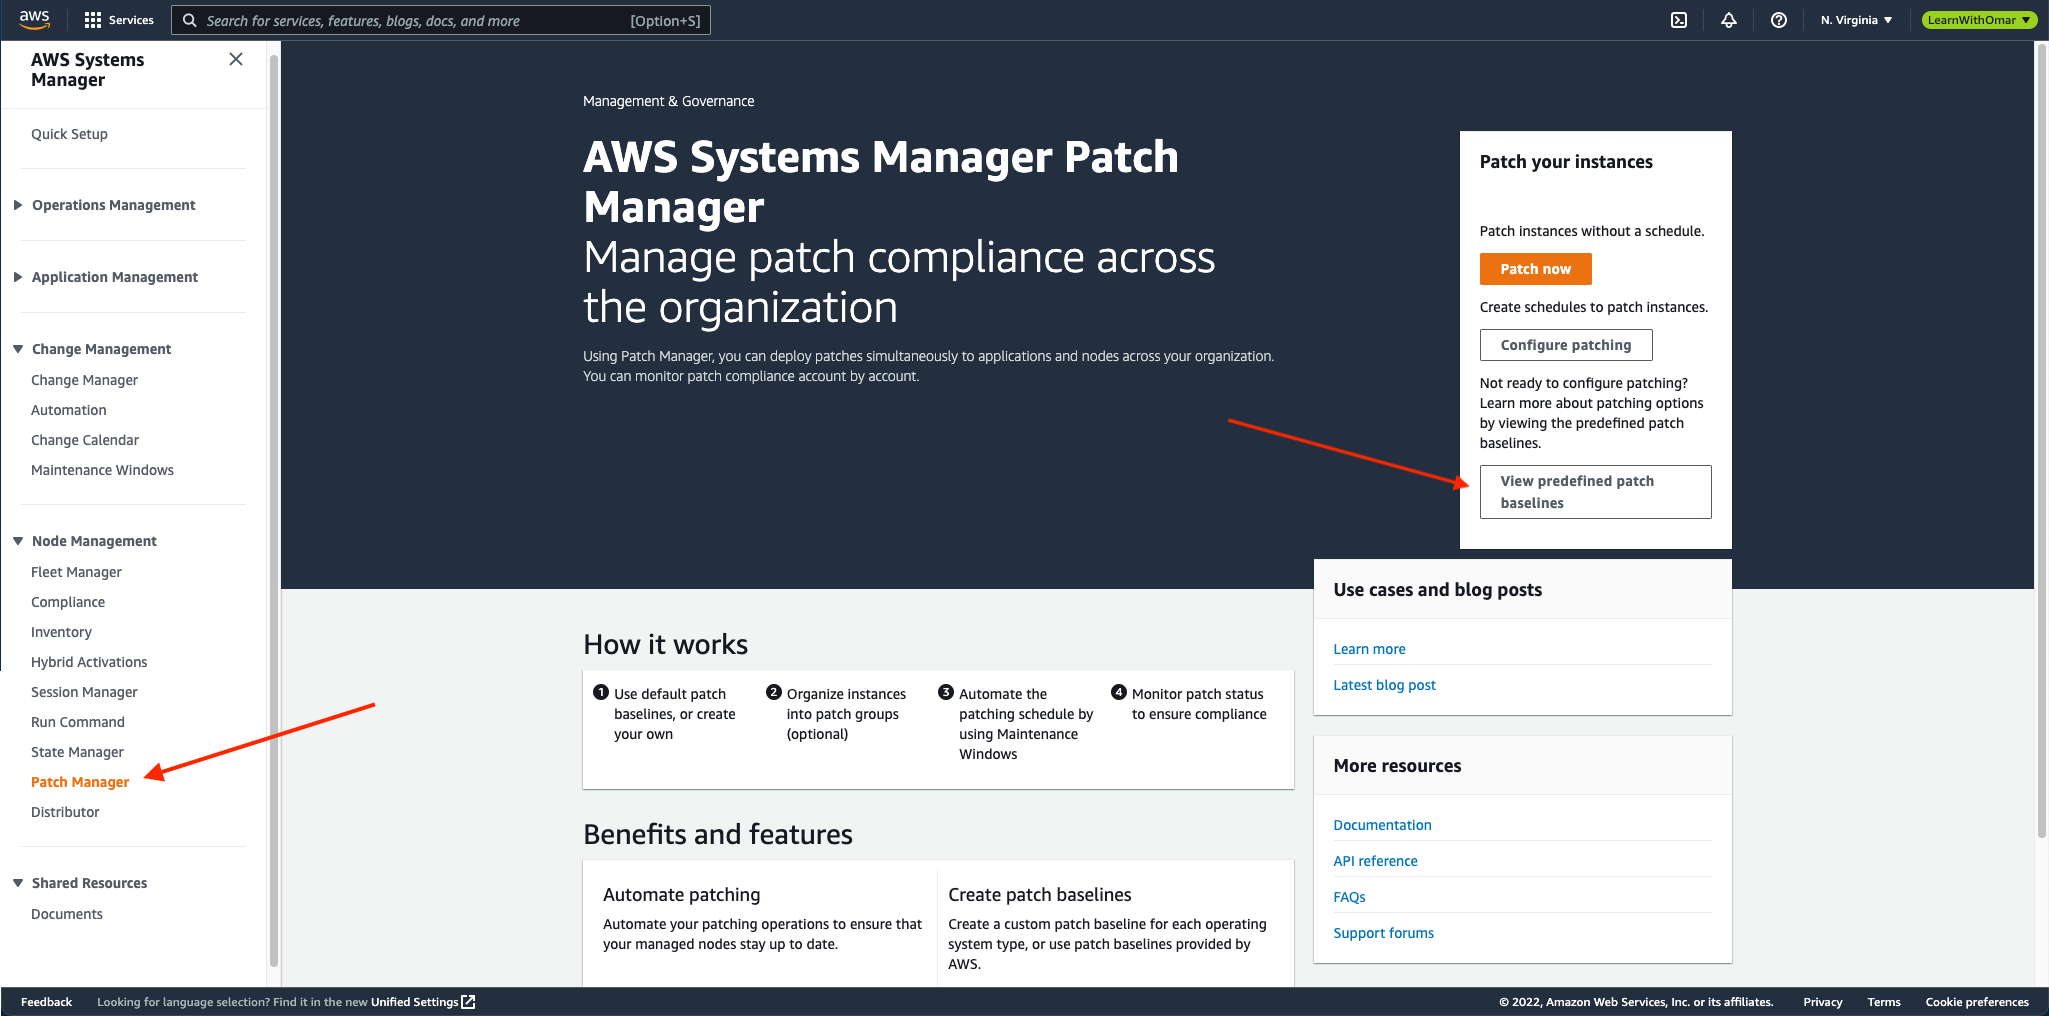 aws
Services
Search for services, features, blogs, docs, and more
[Option+S]
N. Virginia ▼
LearnWithOmar ▼
AWS Systems
Manager
Quick Setup
Operations Management
Application Management
Change Management
Change Manager
Automation
Change Calendar
Maintenance Windows
Node Management
Fleet Manager
Compliance
Inventory
Hybrid Activations
Session Manager
Run Command
State Manager
Patch Manager
Distributor
Shared Resources
Documents
Management & Governance
AWS Systems Manager Patch
Manager
Manage patch compliance across
the organization
Using Patch Manager, you can deploy patches simultaneously to applications and nodes across your organization.
You can monitor patch compliance account by account.
Patch your instances
Patch instances without a schedule.
Patch now
Create schedules to patch instances.
Configure patching
Not ready to configure patching?
Learn more about patching options
by viewing the predefined patch
baselines.
View predefined patch
baselines
How it works
1 Use default patch
baselines, or create
your own
2 Organize instances
into patch groups
(optional)
3 Automate the
patching schedule by
using Maintenance
Windows
4 Monitor patch status
to ensure compliance
Benefits and features
Automate patching
Automate your patching operations to ensure that
your managed nodes stay up to date.
Create patch baselines
Create a custom patch baseline for each operating
system type, or use patch baselines provided by
AWS.
Use cases and blog posts
Learn more
Latest blog post
More resources
Documentation
API reference
FAQs
Support forums
Feedback
Looking for language selection? Find it in the new Unified Settings
© 2022, Amazon Web Services, Inc. or its affiliates.
Privacy
Terms
Cookie preferences